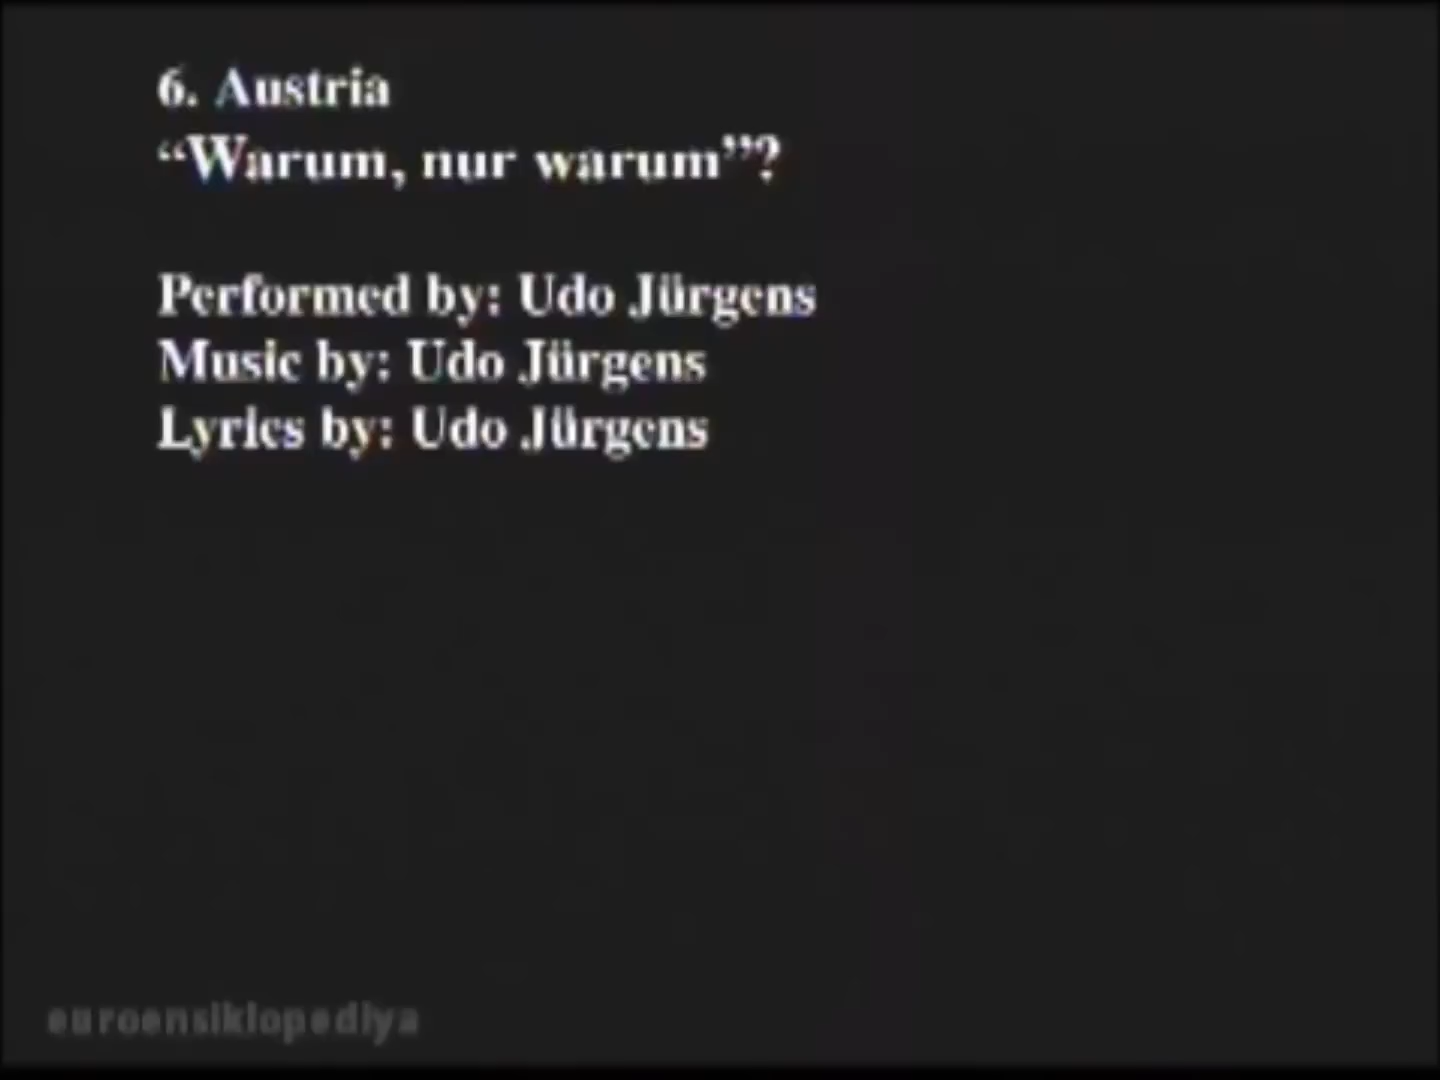 6. Austria
“Warum, nur warum”?
Performed by: Udo Jürgens
Music by: Udo Jürgens
Lyrics by: Udo Jürgens
euroensiklopediya